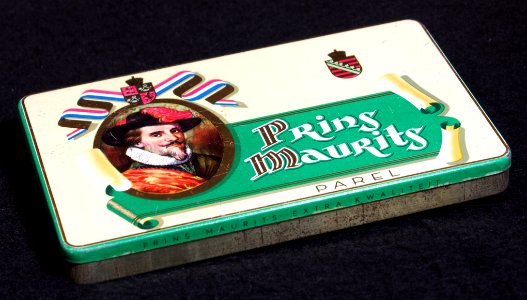 Prins
Maurits
PAREL
PRINS MAURITS EXTRA KWALITEIT